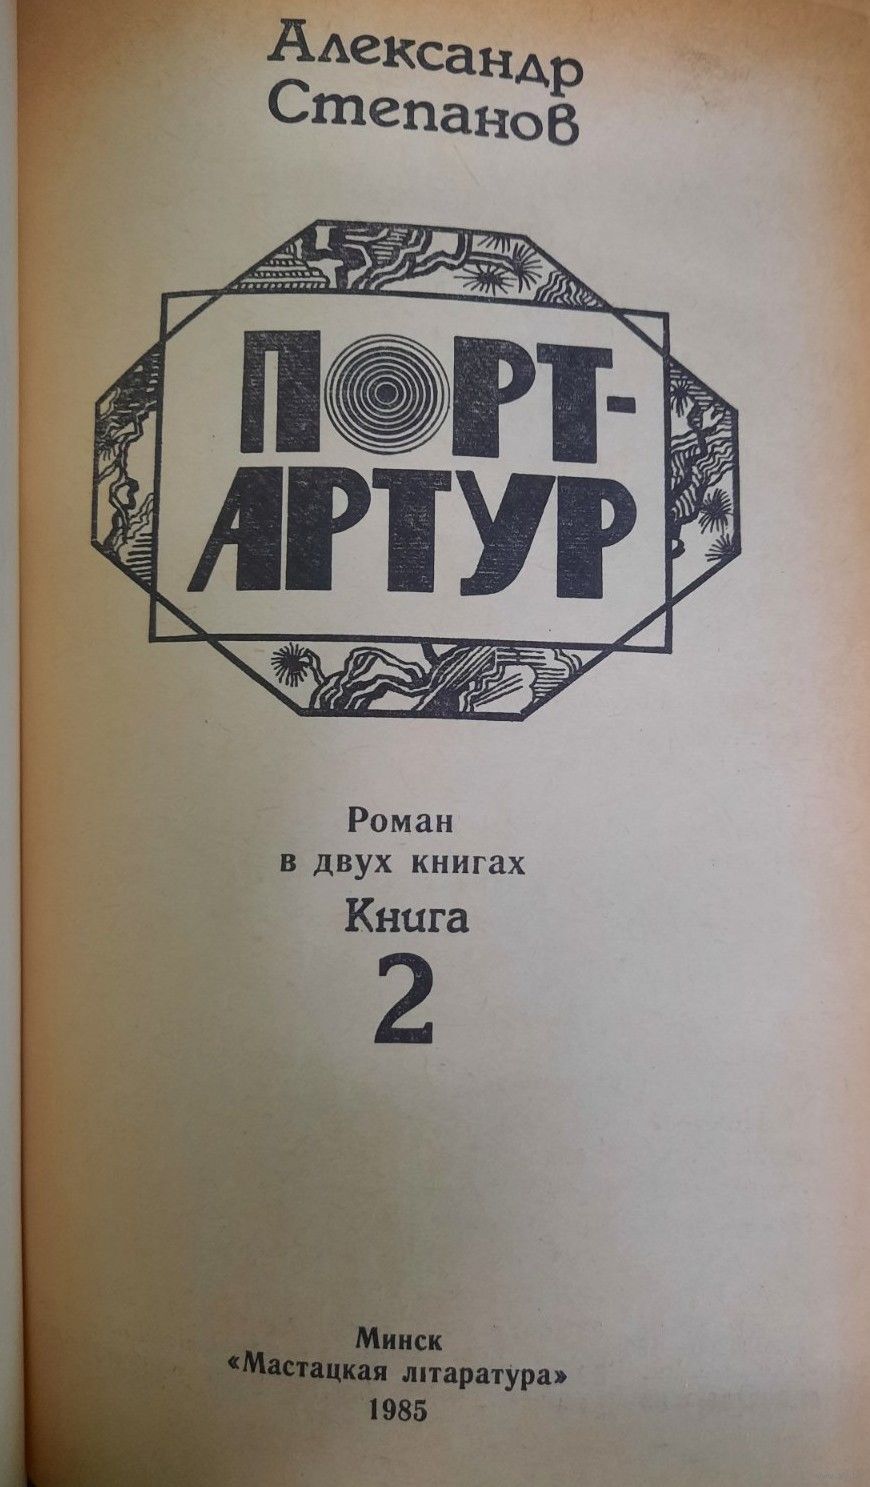 Александр
Степанов
ПОРТ-
АРТУР
Роман
в двух книгах
Книга
2
Минск
«Мастацкая літаратура»
1985